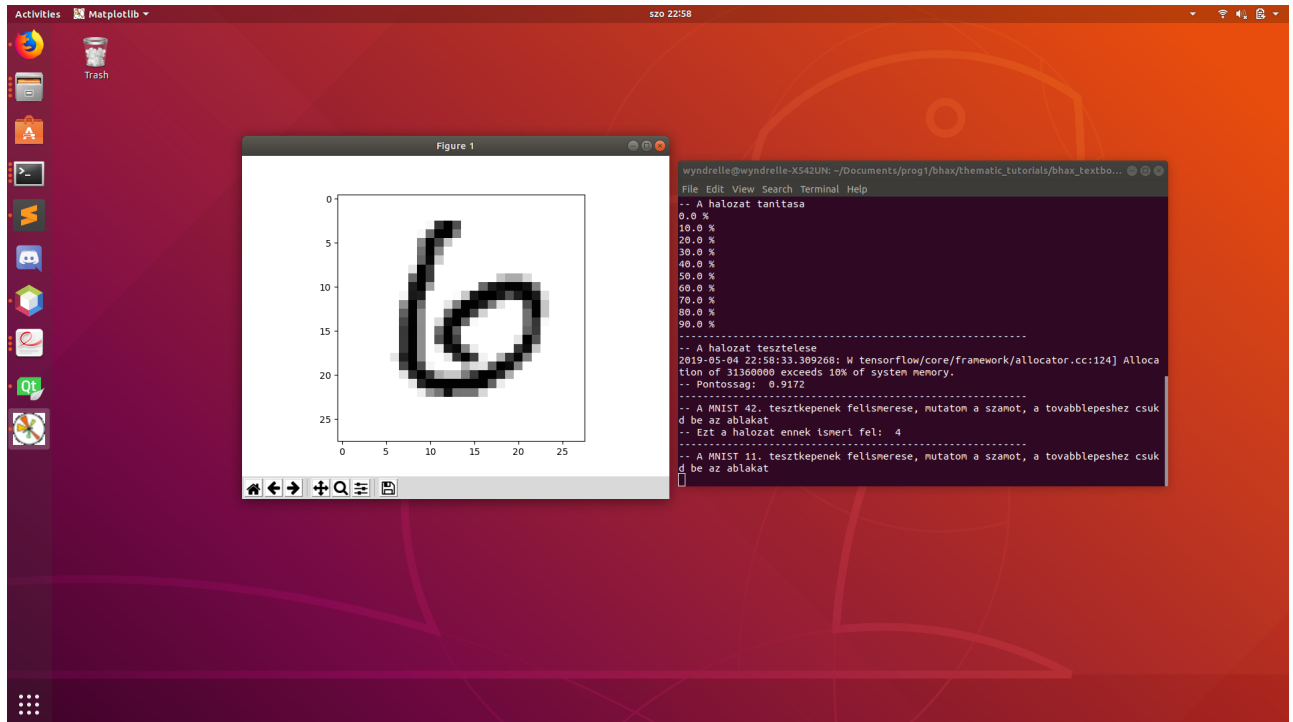 Activities Matplotlib szo 22:58
Trash
Figure 1
0
5
10
15
20
25
0 5 10 15 20 25
6
wyndrelle@wyndrelle-X542UN: ~/Documents/prog1/bhax/thematic_tutorials/bhax_textbo...
File Edit View Search Terminal Help
-- A halozat tanitasa
0.0 %
10.0 %
20.0 %
30.0 %
40.0 %
50.0 %
60.0 %
70.0 %
80.0 %
90.0 %
----------------------------------------------------------
-- A halozat tesztelese
2019-05-04 22:58:33.309268: W tensorflow/core/framework/allocator.cc:124] Alloca
tion of 31360000 exceeds 10% of system memory.
-- Pontossag:  0.9172
----------------------------------------------------------
-- A MNIST 42. tesztkepenek felismerese, mutatom a szamot, a tovabblepeshez csuk
d be az ablakat
-- Ezt a halozat ennek ismeri fel:  4
----------------------------------------------------------
-- A MNIST 11. tesztkepenek felismerese, mutatom a szamot, a tovabblepeshez csuk
d be az ablakat
Qt